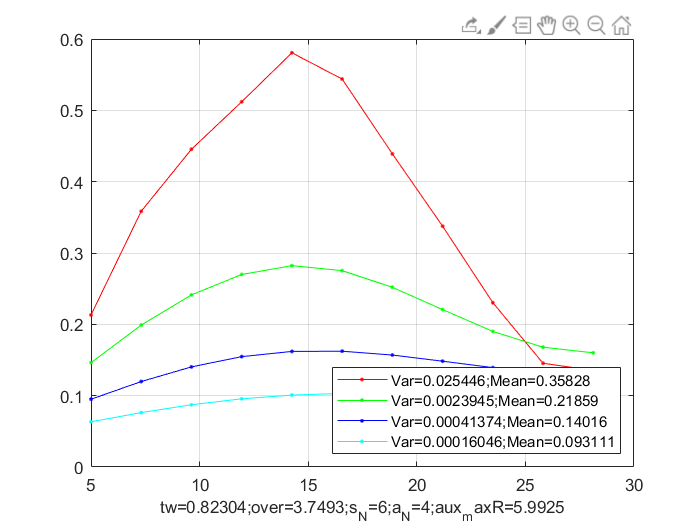 0.6
0.5
0.4
0.3
0.2
0.1
0
Var=0.025446;Mean=0.35828
Var=0.0023945;Mean=0.21859
Var=0.00041374;Mean=0.14016
Var=0.00016046;Mean=0.093111
5 10 15 20 25 30
tw=0.82304;over=3.7493;s_N=6;a_N=4;aux_maxR=5.9925